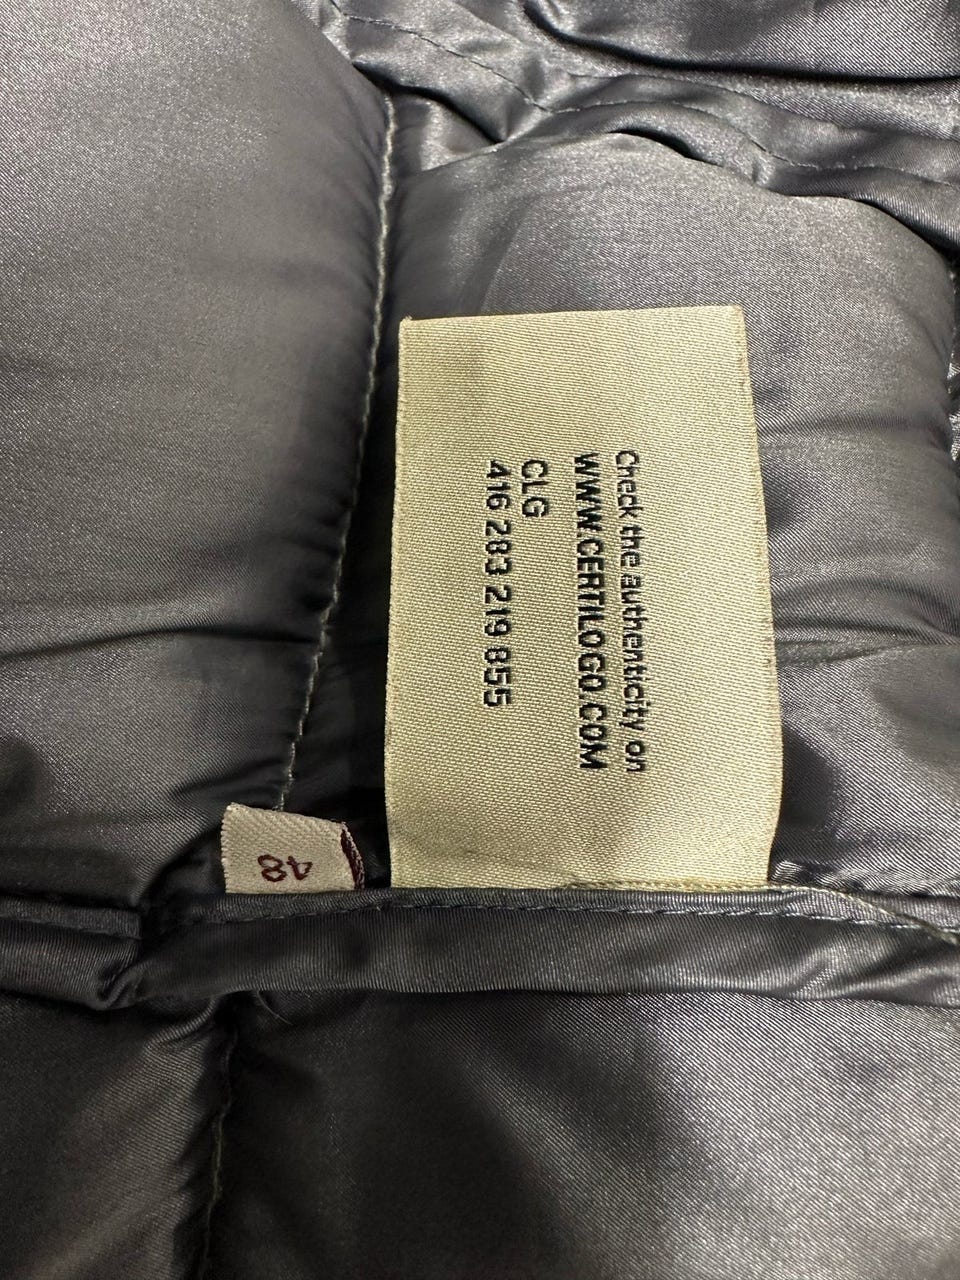 Check the authenticity on
WWW.CERTILOGO.COM
CLG
416 283 219 855
48